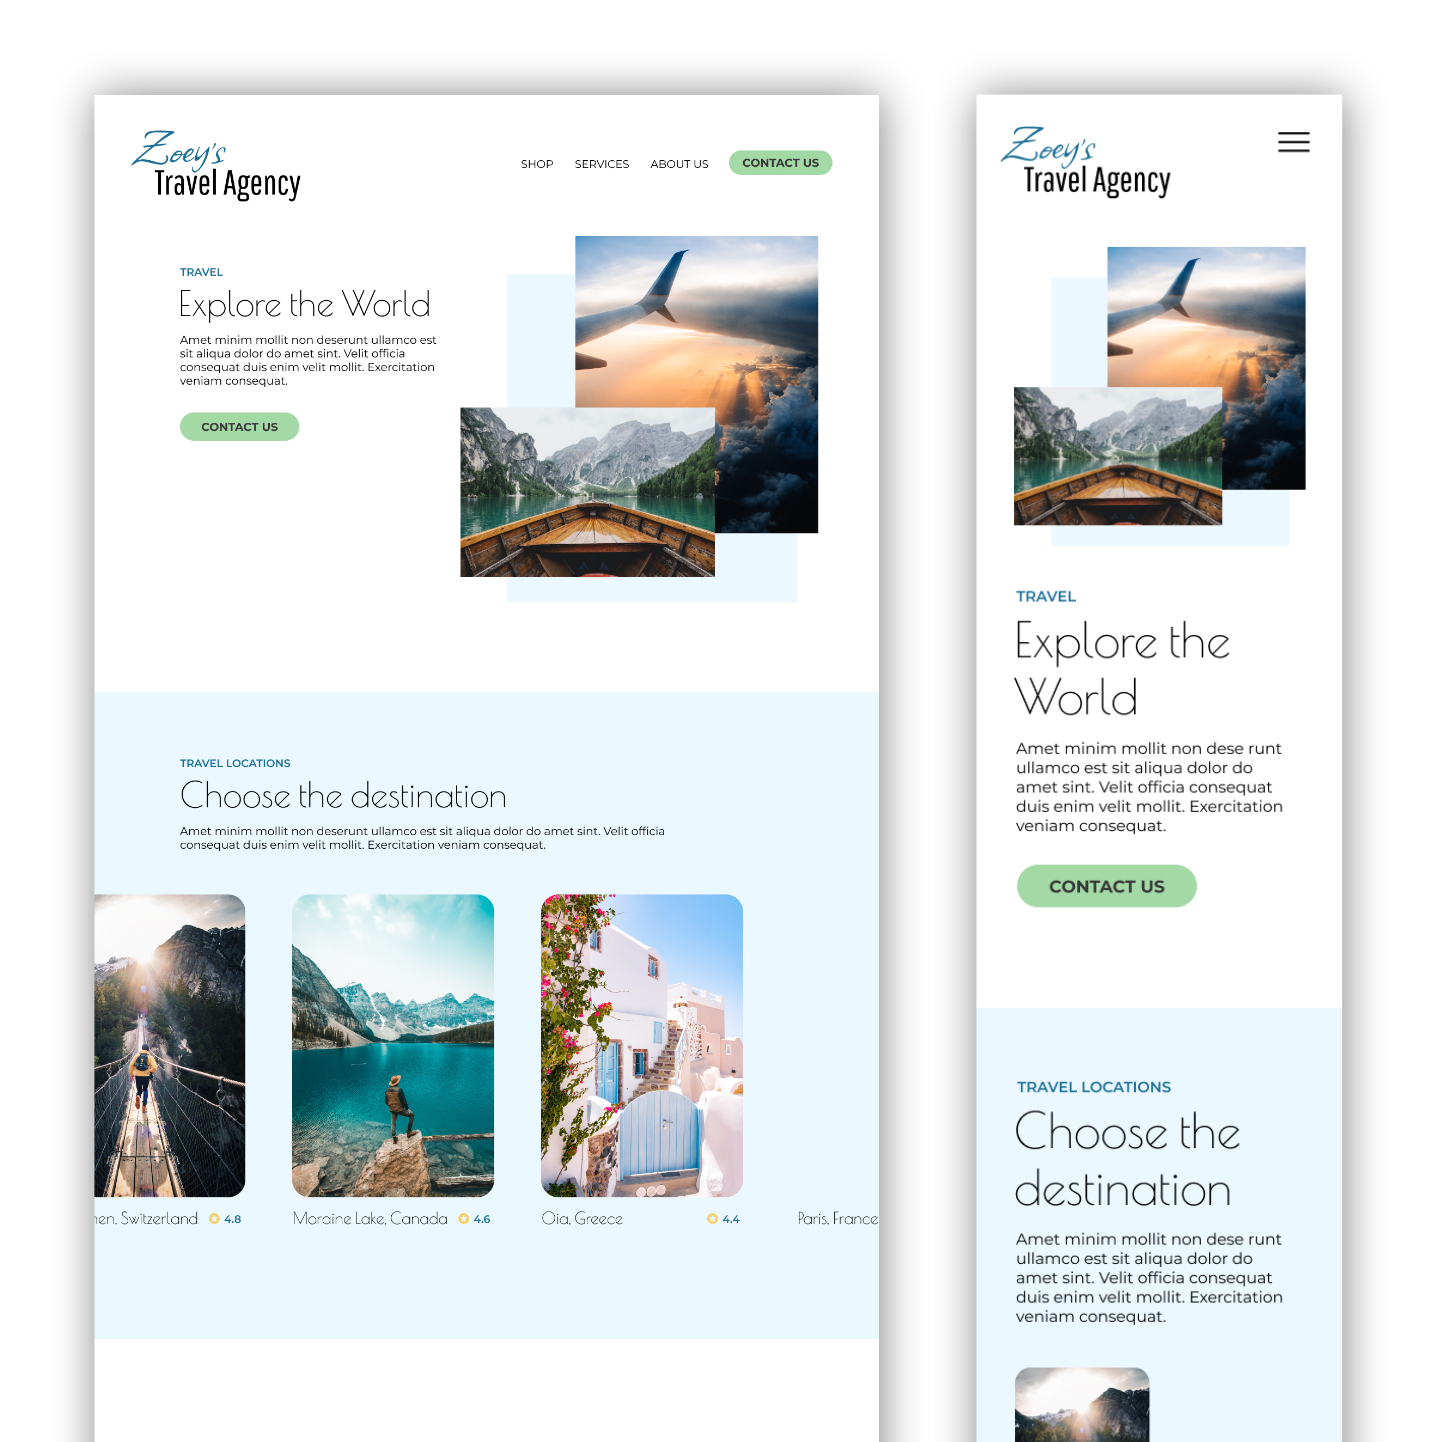 Zoey's
Travel Agency
SHOP SERVICES ABOUT US CONTACT US
TRAVEL
Explore the World
Amet minim mollit non deserunt ullamco est
sit aliqua dolor do amet sint. Velit officia
consequat duis enim velit mollit. Exercitation
veniam consequat.
CONTACT US
TRAVEL LOCATIONS
Choose the destination
Amet minim mollit non deserunt ullamco est sit aliqua dolor do amet sint. Velit officia
consequat duis enim velit mollit. Exercitation veniam consequat.
Switzerland 4.8
Moraine Lake, Canada 4.6
Oia, Greece 4.4
Paris, France
Zoey's
Travel Agency
TRAVEL
Explore the
World
Amet minim mollit non dese runt
ullamco est sit aliqua dolor do
amet sint. Velit officia consequat
duis enim velit mollit. Exercitation
veniam consequat.
CONTACT US
TRAVEL LOCATIONS
Choose the
destination
Amet minim mollit non dese runt
ullamco est sit aliqua dolor do
amet sint. Velit officia consequat
duis enim velit mollit. Exercitation
veniam consequat.